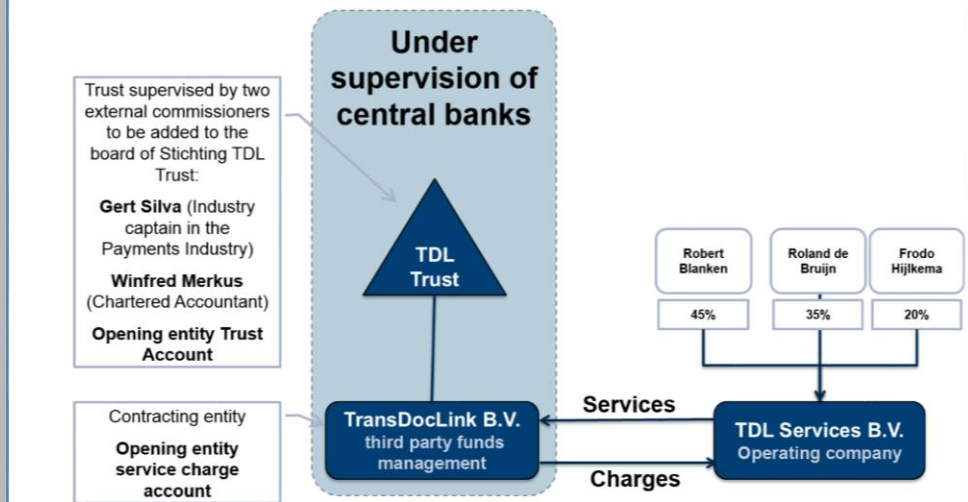 Under
supervision of
central banks
Trust supervised by two
external commissioners
to be added to the
board of Stichting TDL
Trust:
Gert Silva (Industry
captain in the
Payments Industry)
Winfred Merkus
(Chartered Accountant)
Opening entity Trust
Account
TDL
Trust
Robert
Blanken
Roland de
Bruijn
Frodo
Hijlkema
45%
35%
20%
Contracting entity
Opening entity
service charge
account
TransDocLink B.V.
third party funds
management
Services
Charges
TDL Services B.V.
Operating company